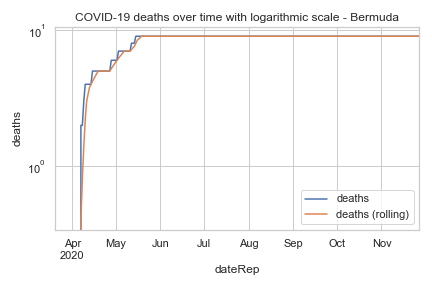 COVID-19 deaths over time with logarithmic scale - Bermuda
10¹
10⁰
deaths
deaths
deaths (rolling)
Apr May Jun Jul Aug Sep Oct Nov
2020
dateRep